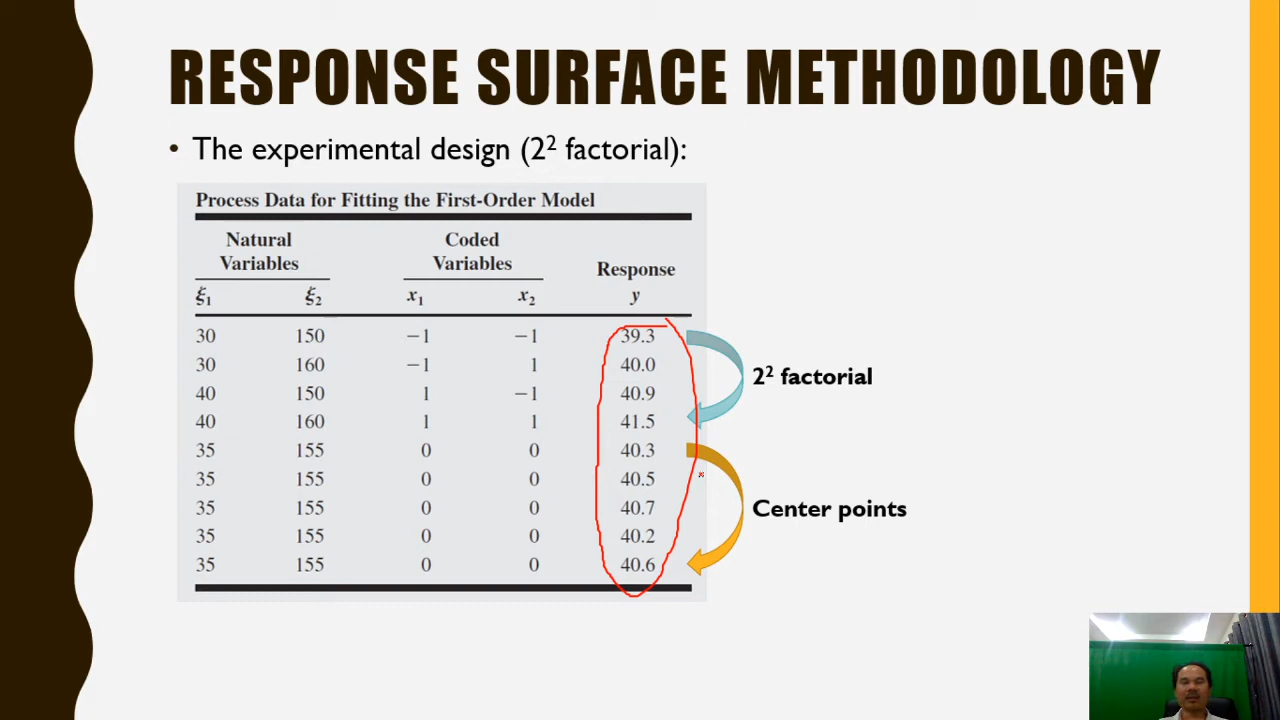 RESPONSE SURFACE METHODOLOGY
• The experimental design (2² factorial):
Process Data for Fitting the First-Order Model
Natural Variables Coded Variables Response
ξ₁ ξ₂ x₁ x₂ y
30 150 −1 −1 39.3
30 160 −1 1 40.0
40 150 1 −1 40.9
40 160 1 1 41.5
35 155 0 0 40.3
35 155 0 0 40.5
35 155 0 0 40.7
35 155 0 0 40.2
35 155 0 0 40.6
2² factorial
Center points